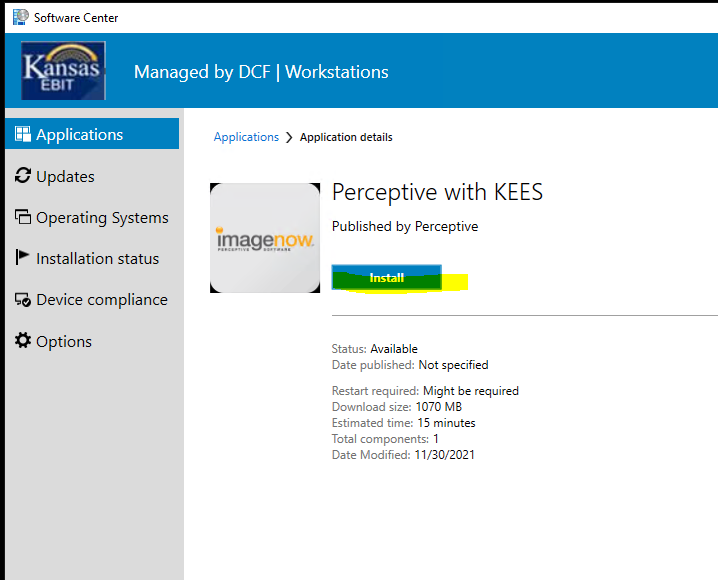 Software Center
Kansas
EBIT
Managed by DCF | Workstations
Applications
Updates
Operating Systems
Installation status
Device compliance
Options
Applications > Application details
imagenow.
PERCEPTIVE SOFTWARE
Perceptive with KEES
Published by Perceptive
Install
Status: Available
Date published: Not specified
Restart required: Might be required
Download size: 1070 MB
Estimated time: 15 minutes
Total components: 1
Date Modified: 11/30/2021